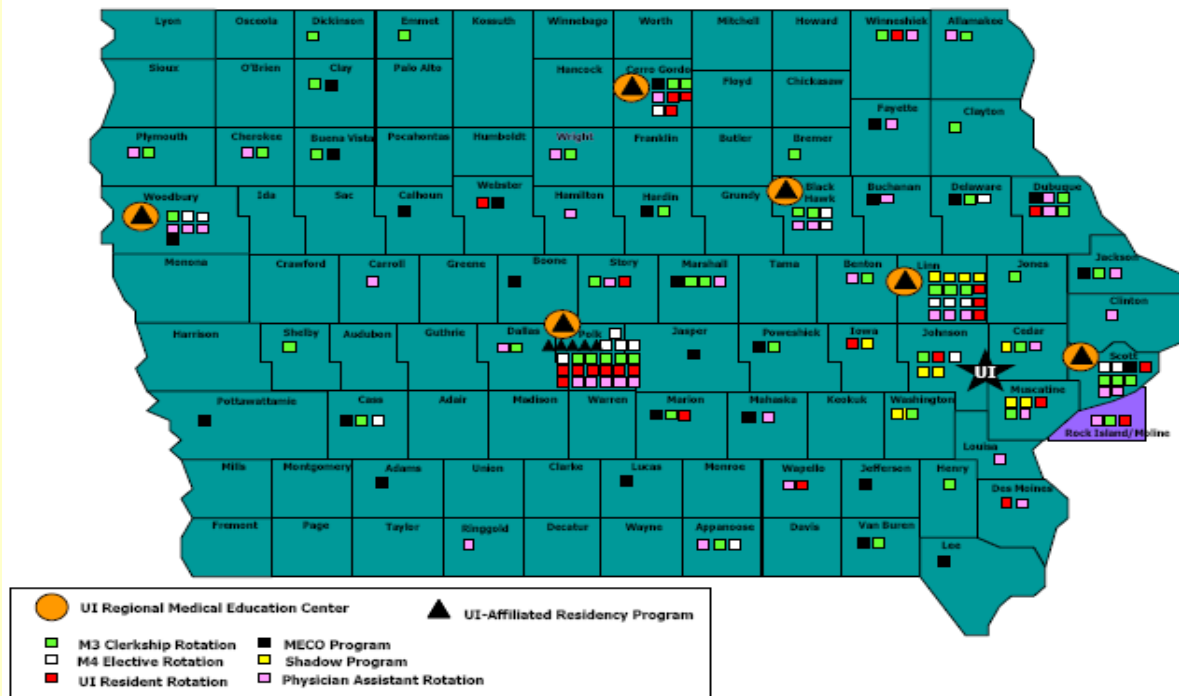 Lyon Osceola Dickinson Emmet Kossuth Winnebago Worth Mitchell Howard Winneshiek Allamakee
Sioux O'Brien Clay Palo Alto Hancock Cerro Gordo Floyd Chickasaw
Fayette Clayton
Plymouth Cherokee Buena Vista Pocahontas Humboldt Wright Franklin Butler Bremer
Woodbury Ida Sac Calhoun Webster Hamilton Hardin Grundy Black Hawk Buchanan Delaware Dubuque
Monona Crawford Carroll Greene Boone Story Marshall Tama Benton Linn Jones Jackson
Clinton
Harrison Shelby Audubon Guthrie Dallas Polk Jasper Poweshiek Iowa Johnson Cedar Scott
UI
Muscatine
Pottawattamie Cass Adair Madison Warren Marion Mahaska Keokuk Washington
Rock Island/Moline
Louisa
Mills Montgomery Adams Union Clarke Lucas Monroe Wapello Jefferson Henry Des Moines
Fremont Page Taylor Ringgold Decatur Wayne Appanoose Davis Van Buren
Lee
UI Regional Medical Education Center UI-Affiliated Residency Program
M3 Clerkship Rotation MECO Program
M4 Elective Rotation Shadow Program
UI Resident Rotation Physician Assistant Rotation